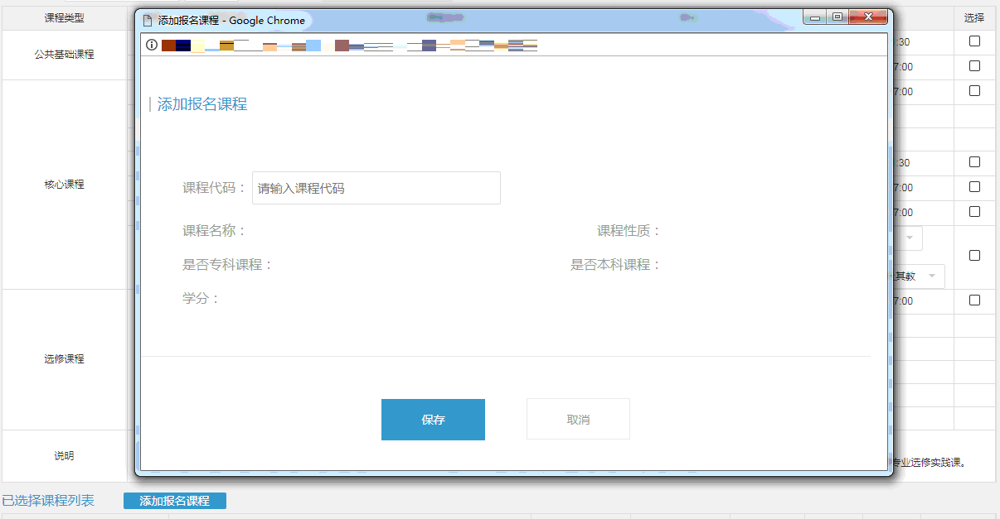 课程类型
选择
添加报名课程 - Google Chrome
:30
公共基础课程
7:00
7:00
添加报名课程
:30
核心课程
课程代码：
请输入课程代码
7:00
7:00
课程名称：
课程性质：
是否专科课程：
是否本科课程：
其教
学分：
7:00
选修课程
保存
取消
说明
专业选修实践课。
已选择课程列表
添加报名课程